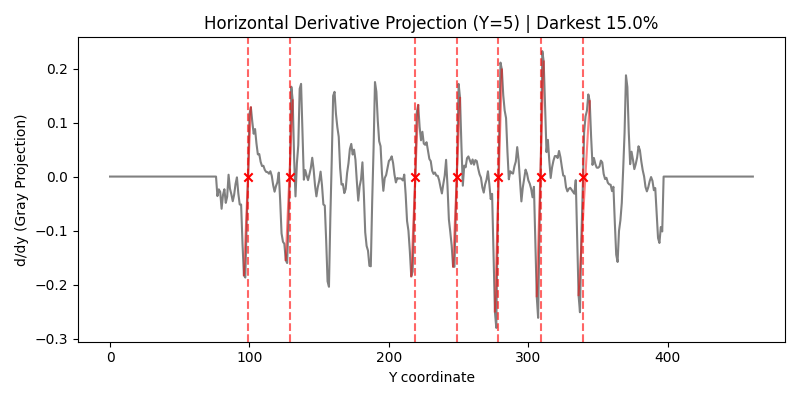 Horizontal Derivative Projection (Y=5) | Darkest 15.0%
0.2
0.1
0.0
−0.1
−0.2
−0.3
d/dy (Gray Projection)
0 100 200 300 400
Y coordinate